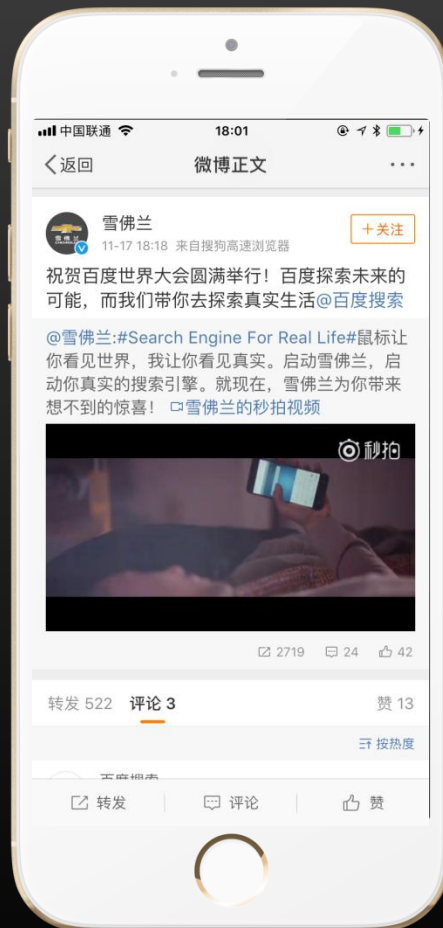 中国联通
18:01
返回
微博正文
雪佛兰
+关注
11-17 18:18 来自搜狗高速浏览器
祝贺百度世界大会圆满举行！百度探索未来的
可能，而我们带你去探索真实生活@百度搜索
@雪佛兰:#Search Engine For Real Life#鼠标让
你看见世界，我让你看见真实。启动雪佛兰，启
动你真实的搜索引擎。就现在，雪佛兰为你带来
想不到的惊喜！ 雪佛兰的秒拍视频
秒拍
2719 24 42
转发 522 评论 3 赞 13
按热度
百度搜索
转发 评论 赞